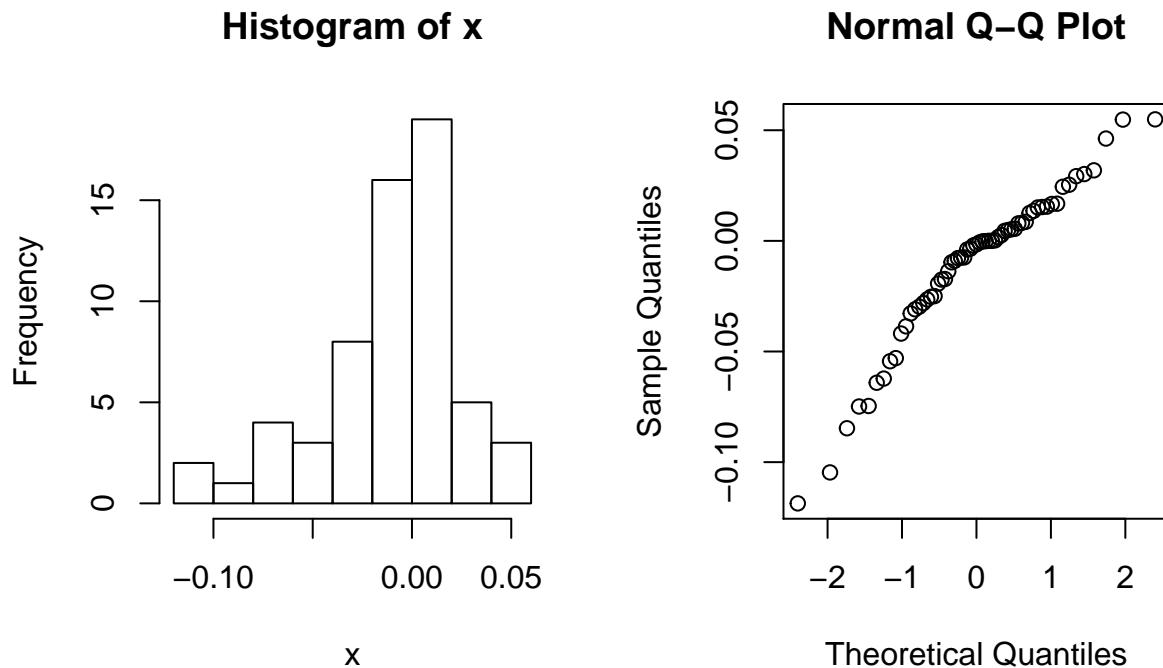 Histogram of x
Frequency
0
5
10
15
−0.10
0.00
0.05
x
Normal Q−Q Plot
Sample Quantiles
−0.10
−0.05
0.00
0.05
−2
−1
0
1
2
Theoretical Quantiles